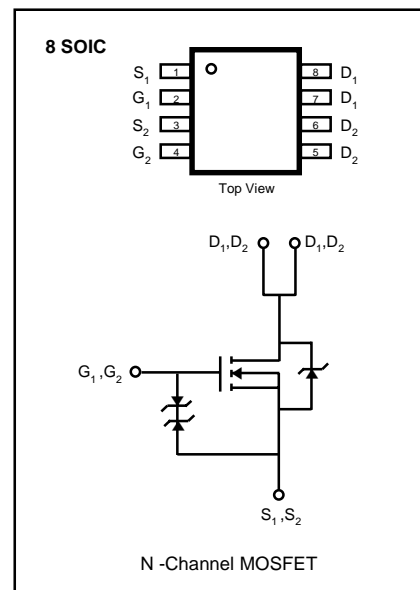 8 SOIC
S1 1 8 D1
G1 2 7 D1
S2 3 6 D2
G2 4 5 D2
Top View
D1,D2 D1,D2
G1,G2
S1,S2
N -Channel MOSFET